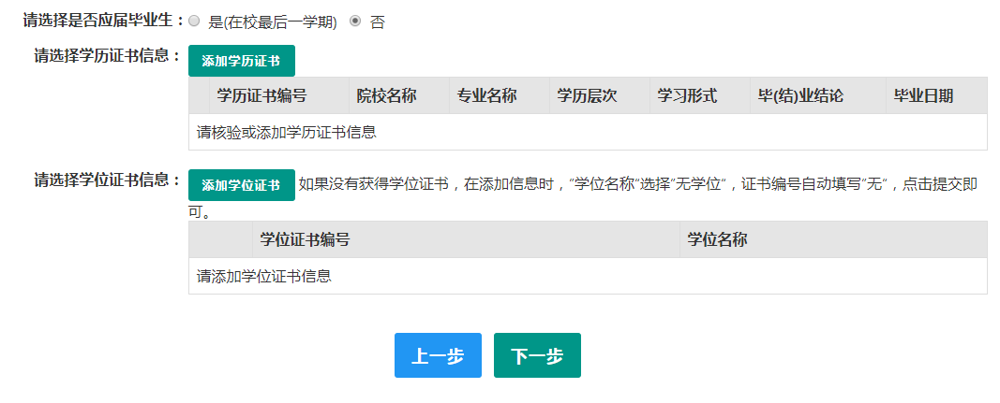 请选择是否应届毕业生： 是(在校最后一学期) 否
请选择学历证书信息： 添加学历证书
学历证书编号 院校名称 专业名称 学历层次 学习形式 毕(结)业结论 毕业日期
请核验或添加学历证书信息
请选择学位证书信息： 添加学位证书 如果没有获得学位证书，在添加信息时，“学位名称”选择“无学位”，证书编号自动填写“无”，点击提交即
可。
学位证书编号 学位名称
请添加学位证书信息
上一步 下一步